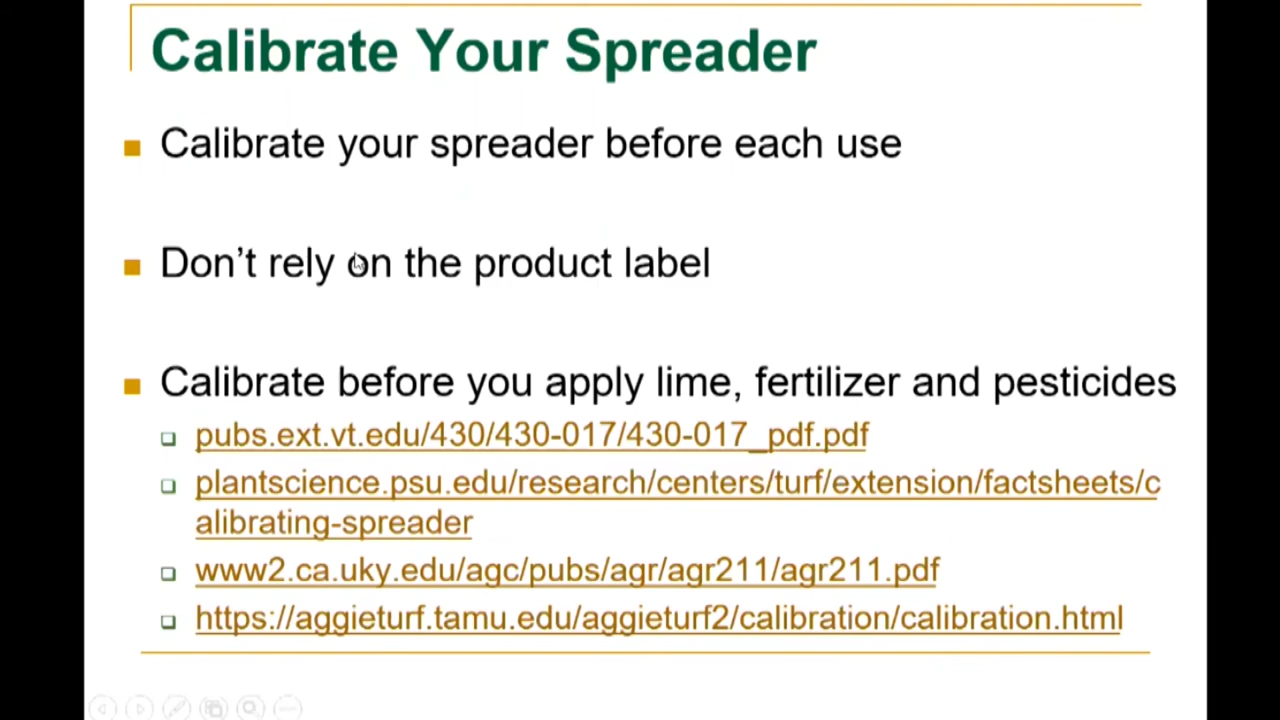 Calibrate Your Spreader
Calibrate your spreader before each use
Don't rely on the product label
Calibrate before you apply lime, fertilizer and pesticides
pubs.ext.vt.edu/430/430-017/430-017_pdf.pdf
plantscience.psu.edu/research/centers/turf/extension/factsheets/c
alibrating-spreader
www2.ca.uky.edu/agc/pubs/agr/agr211/agr211.pdf
https://aggieturf.tamu.edu/aggieturf2/calibration/calibration.html